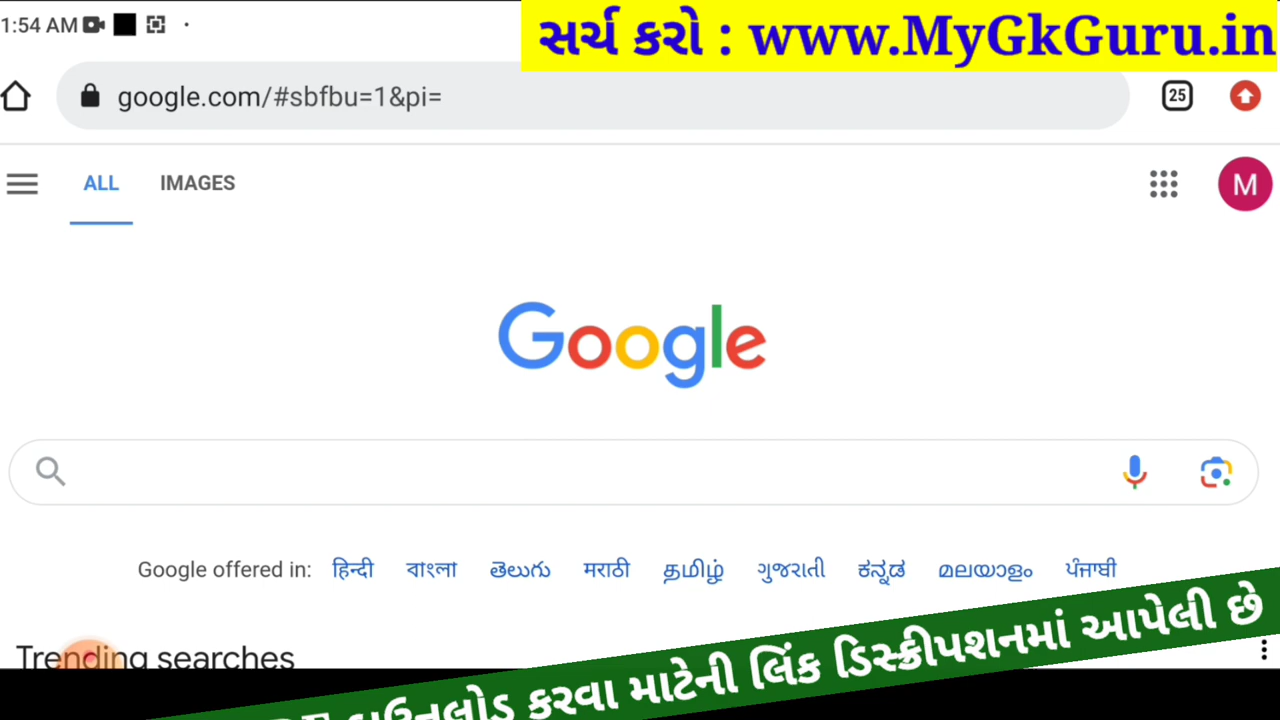 1:54 AM
સર્ચ કરો : www.MyGkGuru.in
google.com/#sbfbu=1&pi=
25
ALL IMAGES
M
Google
Google offered in: हिन्दी বাংলা తెలుగు मराठी தமிழ் ગુજરાતી ಕನ್ನಡ മലയാളം ਪੰਜਾਬੀ
Trending searches
ડાઉનલોડ કરવા માટેની લિંક ડિસ્ક્રીપશનમાં આપેલી છે